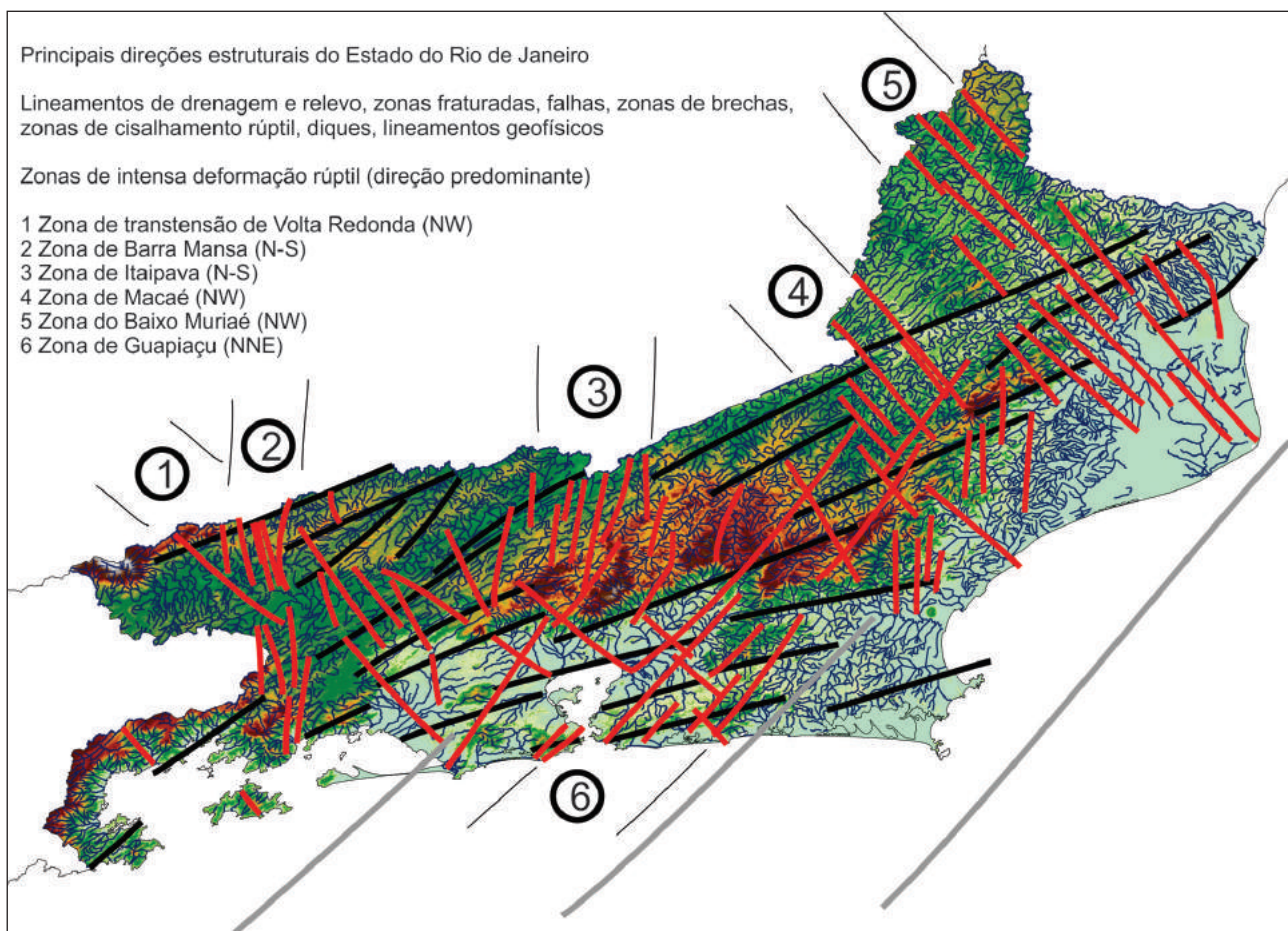 Principais direções estruturais do Estado do Rio de Janeiro
Lineamentos de drenagem e relevo, zonas fraturadas, falhas, zonas de brechas,
zonas de cisalhamento rúptil, diques, lineamentos geofísicos
Zonas de intensa deformação rúptil (direção predominante)
1 Zona de transtensão de Volta Redonda (NW)
2 Zona de Barra Mansa (N-S)
3 Zona de Itaipava (N-S)
4 Zona de Macaé (NW)
5 Zona do Baixo Muriaé (NW)
6 Zona de Guapiaçu (NNE)
5
4
3
2
1
6